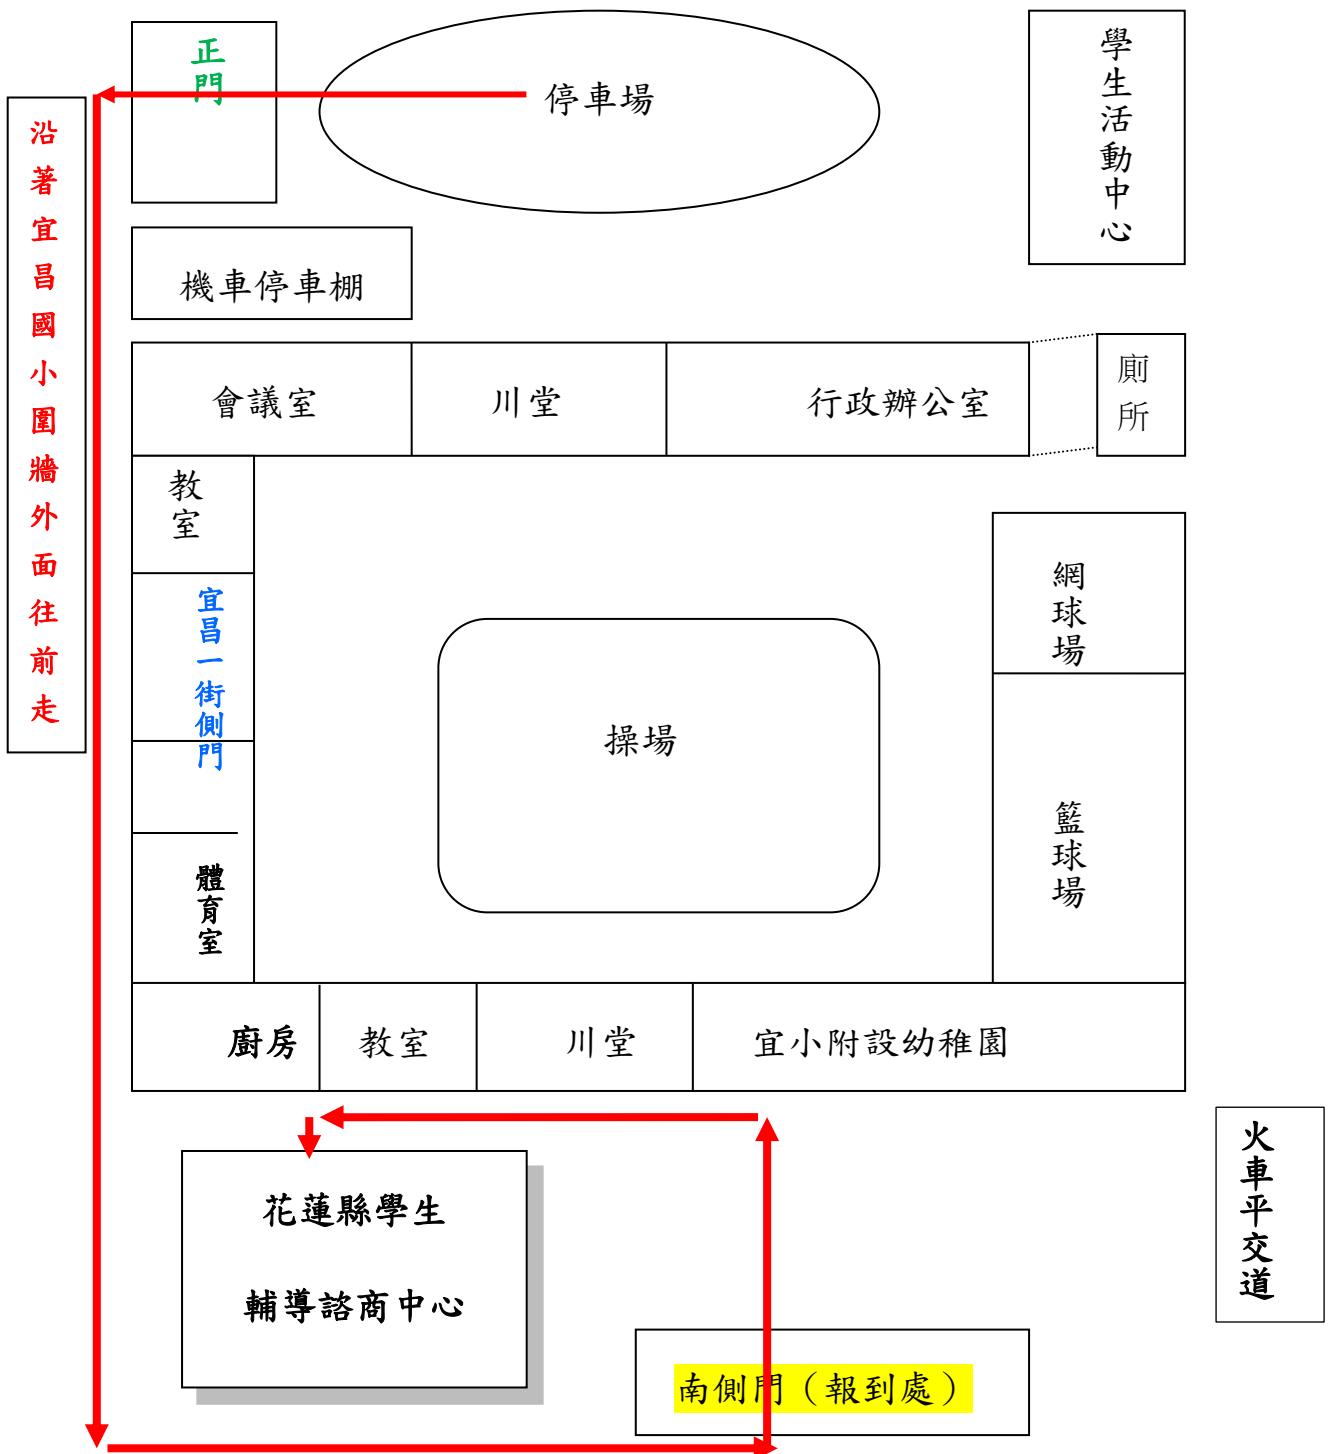 正門
停車場
學生活動中心
沿著宜昌國小圍牆外面往前走
機車停車棚
會議室
川堂
行政辦公室
廁所
教室
網球場
宜昌一街側門
操場
籃球場
體育室
廚房
教室
川堂
宜小附設幼稚園
火車平交道
花蓮縣學生
輔導諮商中心
南側門（報到處）